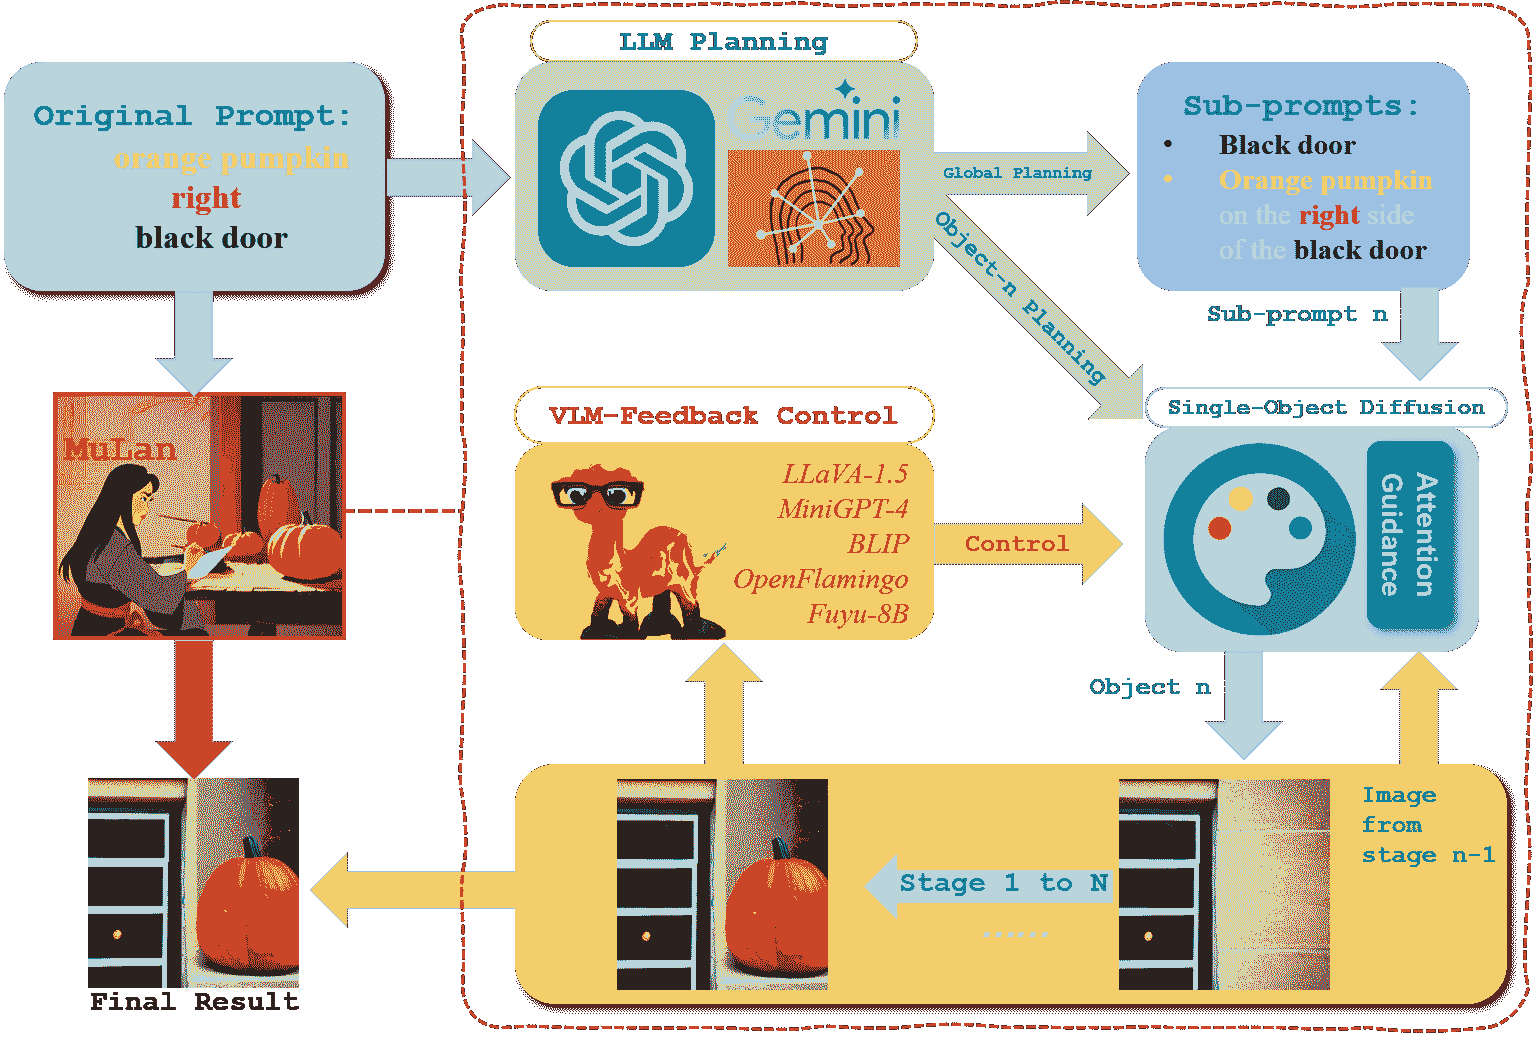 LLM Planning
Original Prompt:
orange pumpkin
right
black door
Gemini
Global Planning
Object-n Planning
Sub-prompts:
• Black door
• Orange pumpkin
on the right side
of the black door
Sub-prompt n
MuLan
VLM-Feedback Control
LLaVA-1.5
MiniGPT-4
BLIP
OpenFlamingo
Fuyu-8B
Control
Single-Object Diffusion
Attention
Guidance
Object n
Image
from
stage n-1
Stage 1 to N
......
Final Result